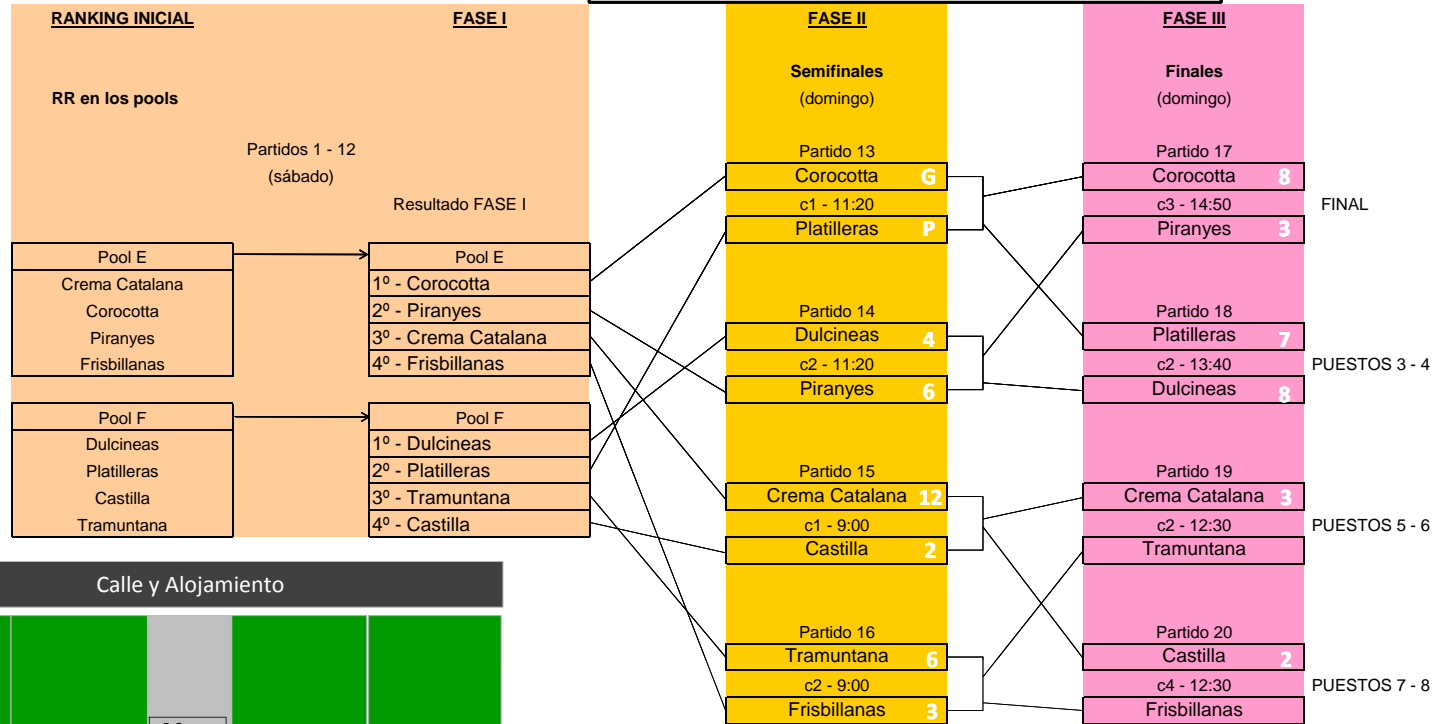 RANKING INICIAL
FASE I
RR en los pools
Partidos 1 - 12
(sábado)
Resultado FASE I
Pool E
Crema Catalana
Corocotta
Piranyes
Frisbillanas
Pool E
1º - Corocotta
2º - Piranyes
3º - Crema Catalana
4º - Frisbillanas
Pool F
Dulcineas
Platilleras
Castilla
Tramuntana
Pool F
1º - Dulcineas
2º - Platilleras
3º - Tramuntana
4º - Castilla
Calle y Alojamiento
FASE II
Semifinales
(domingo)
Partido 13
Corocotta G
c1 - 11:20
Platilleras P
Partido 14
Dulcineas 4
c2 - 11:20
Piranyes 6
Partido 15
Crema Catalana 12
c1 - 9:00
Castilla 2
Partido 16
Tramuntana 6
c2 - 9:00
Frisbillanas 3
FASE III
Finales
(domingo)
Partido 17
Corocotta 8
c3 - 14:50 FINAL
Piranyes 3
Partido 18
Platilleras 7
c2 - 13:40 PUESTOS 3 - 4
Dulcineas 8
Partido 19
Crema Catalana 3
c2 - 12:30 PUESTOS 5 - 6
Tramuntana
Partido 20
Castilla 2
c4 - 12:30 PUESTOS 7 - 8
Frisbillanas